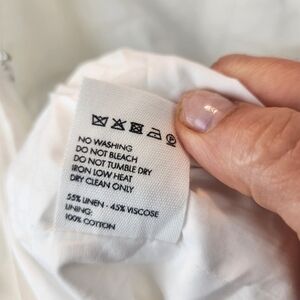 NO WASHING
DO NOT BLEACH
DO NOT TUMBLE DRY
IRON LOW HEAT
DRY CLEAN ONLY
55% LINEN - 45% VISCOSE
LINING:
100% COTTON